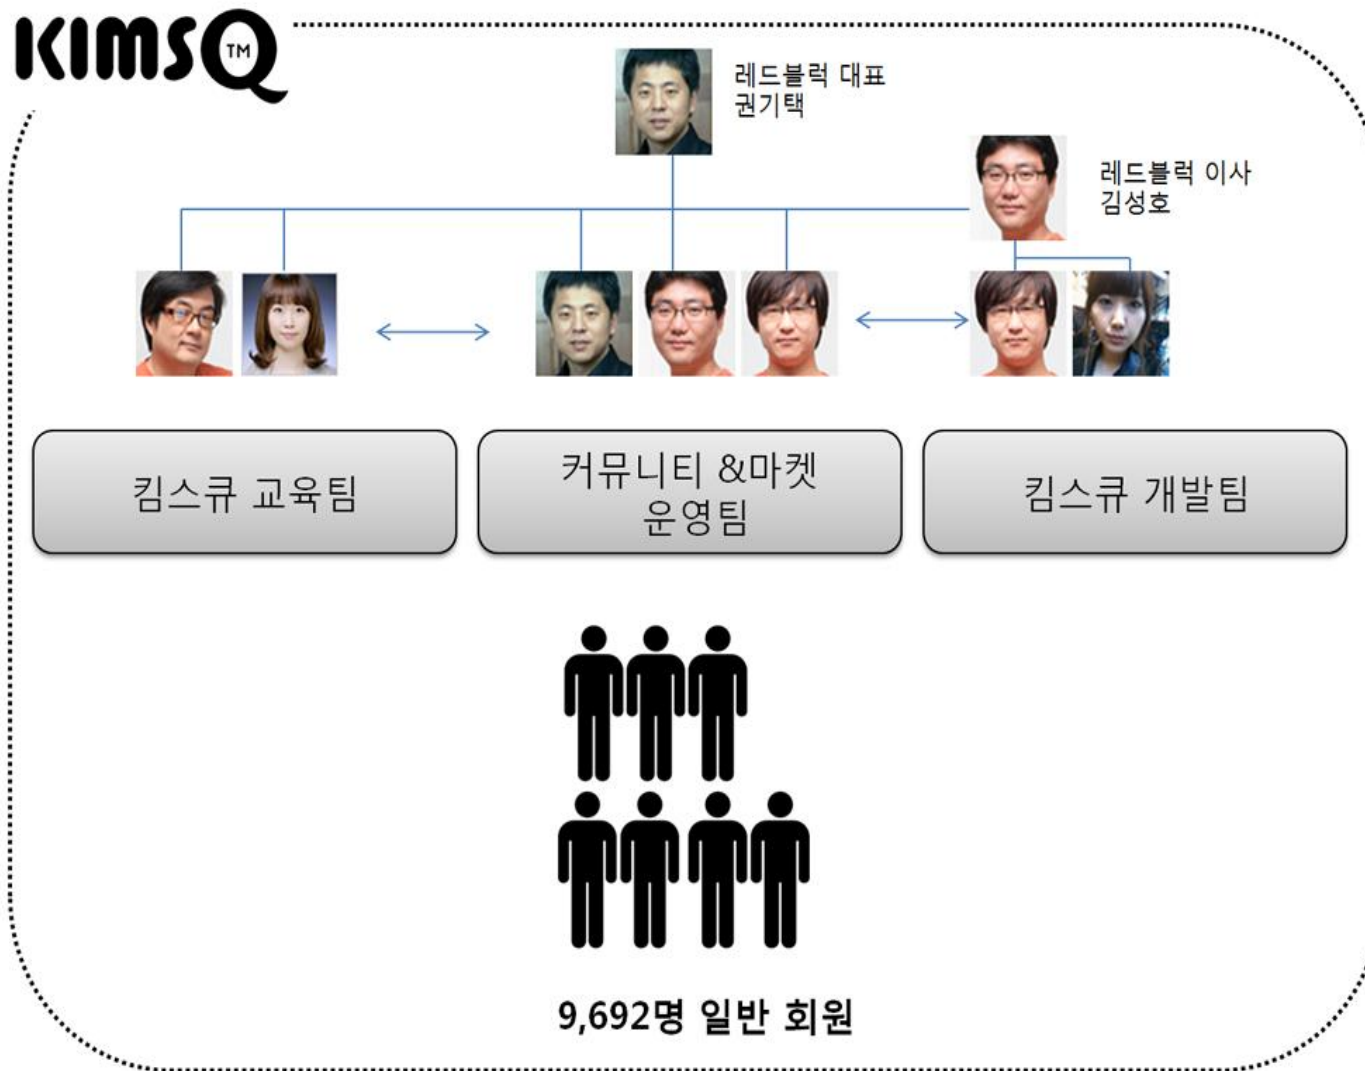 KIMSQ TM
레드블럭 대표
권기택
레드블럭 이사
김성호
킴스큐 교육팀
커뮤니티 &마켓
운영팀
킴스큐 개발팀
9,692명 일반 회원